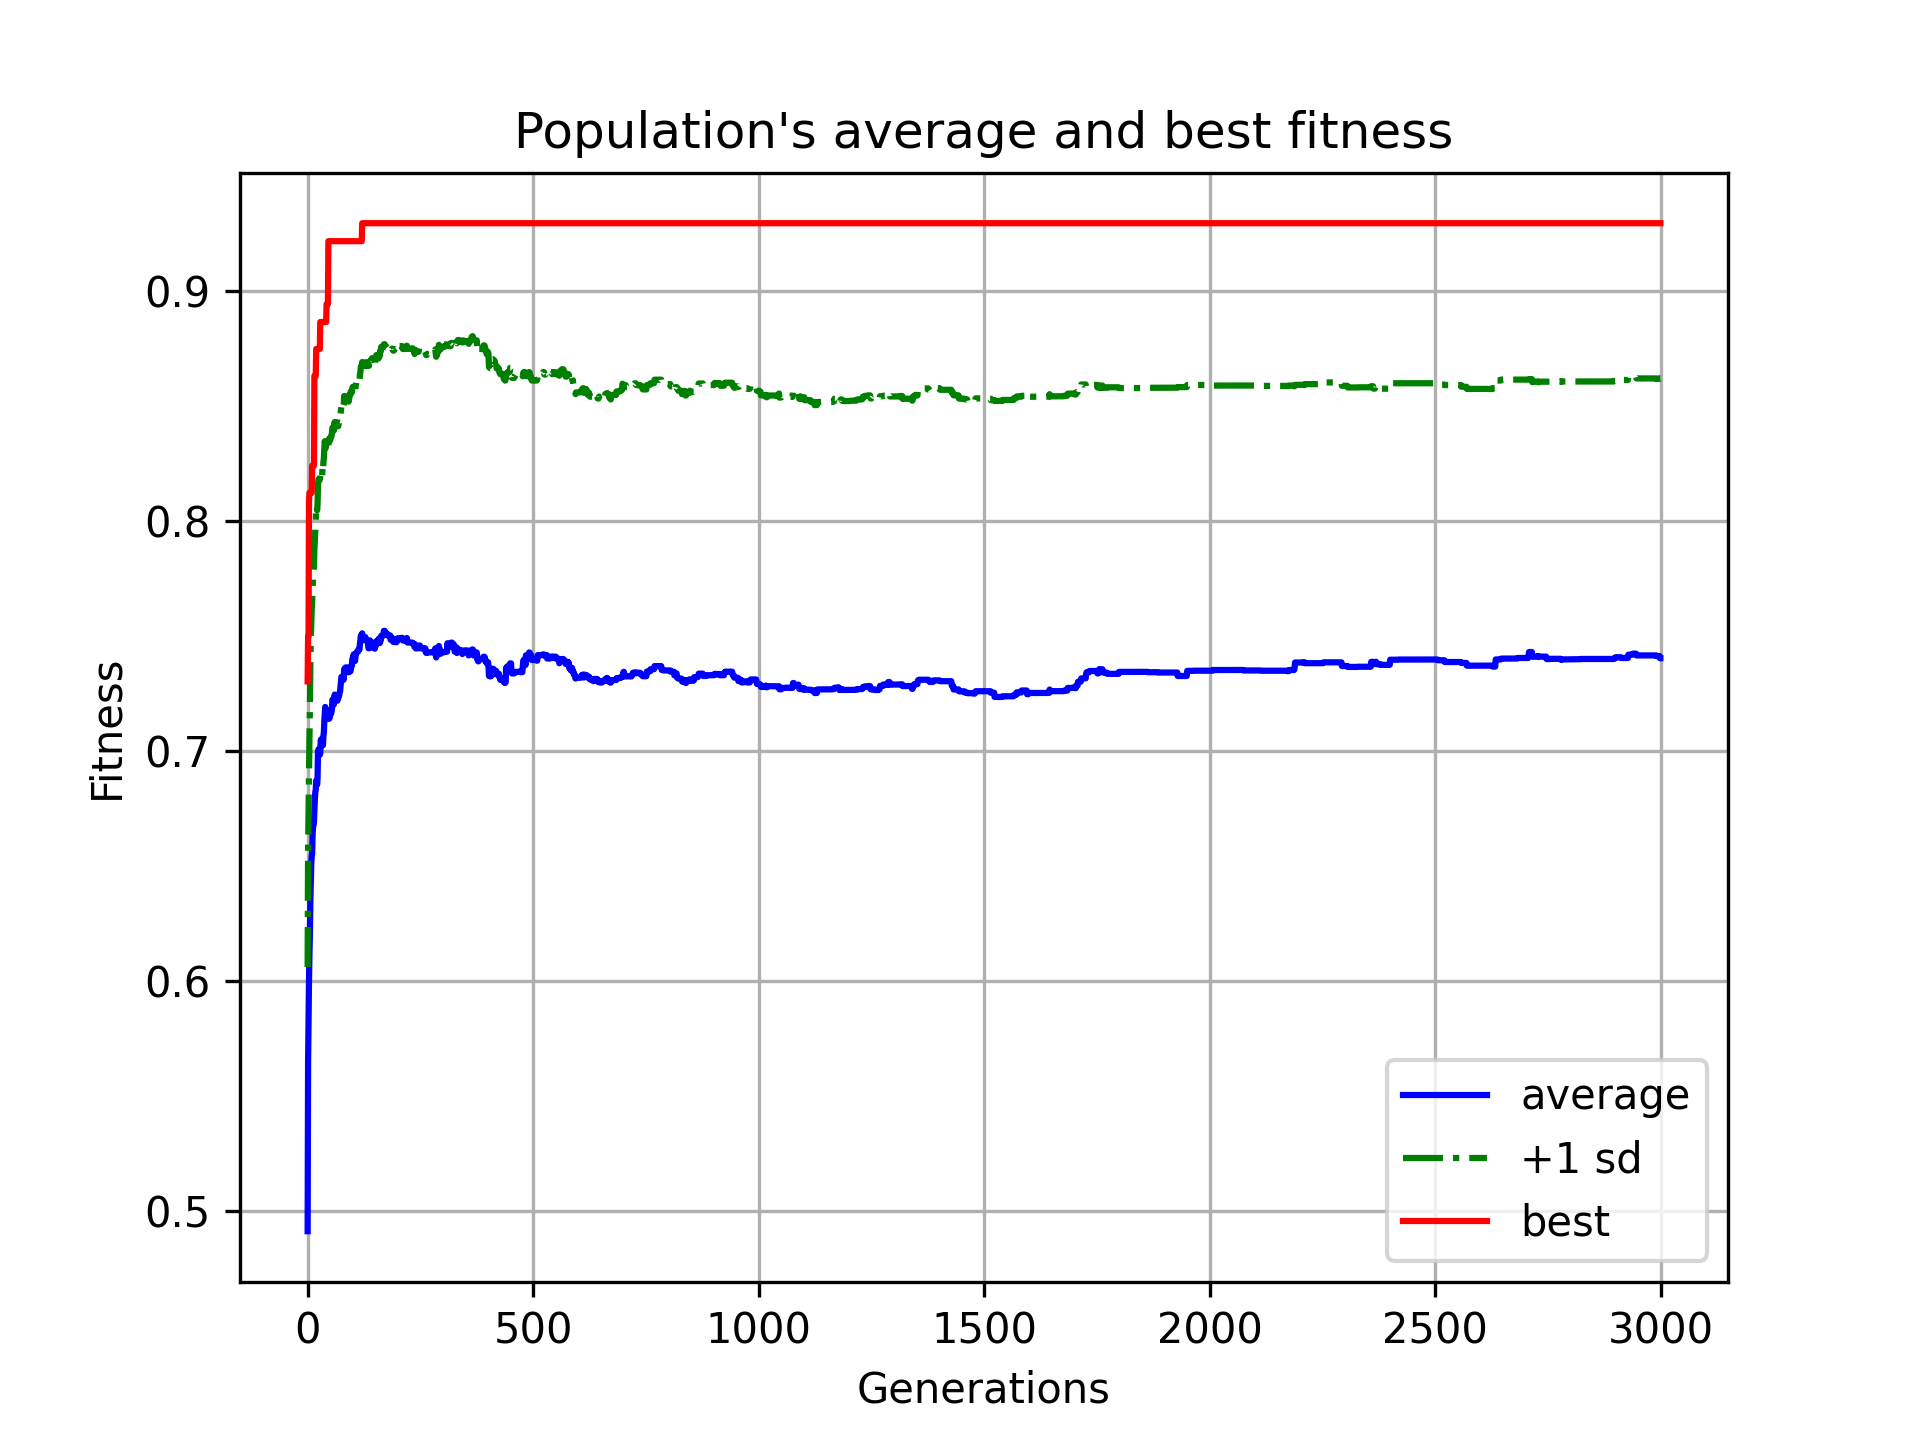 Population's average and best fitness
Fitness
0.9
0.8
0.7
0.6
0.5
0 500 1000 1500 2000 2500 3000
Generations
average
+1 sd
best